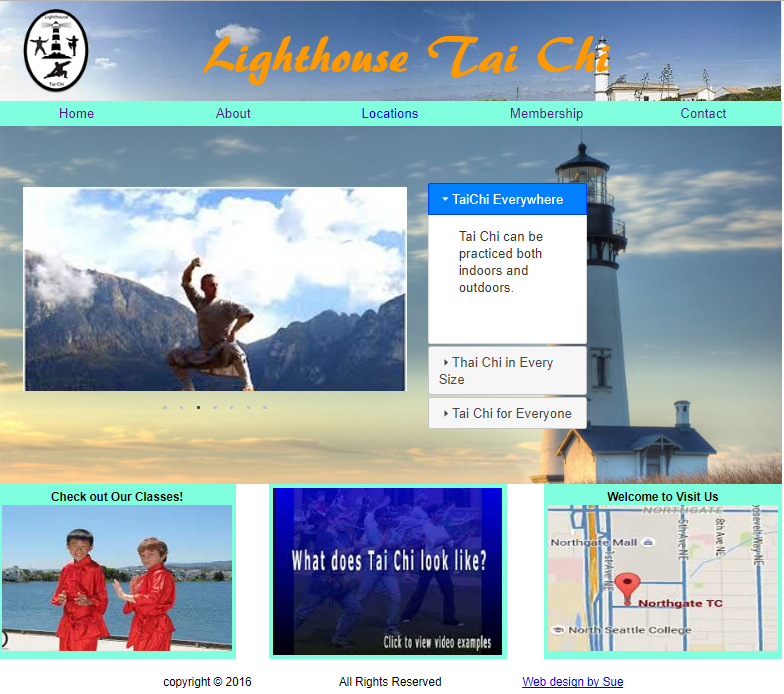 Lighthouse
Tai Chi
Lighthouse Tai Chi
Home About Locations Membership Contact
TaiChi Everywhere
Tai Chi can be
practiced both
indoors and
outdoors.
Thai Chi in Every
Size
Tai Chi for Everyone
Check out Our Classes!
What does Tai Chi look like?
Click to view video examples
Welcome to Visit Us
NORTHGATE
5th Ave NE
8th Ave NE
Roosevelt Way NE
Northgate Mall
1st Ave NE
Northgate TC
North Seattle College
copyright © 2016 All Rights Reserved Web design by Sue